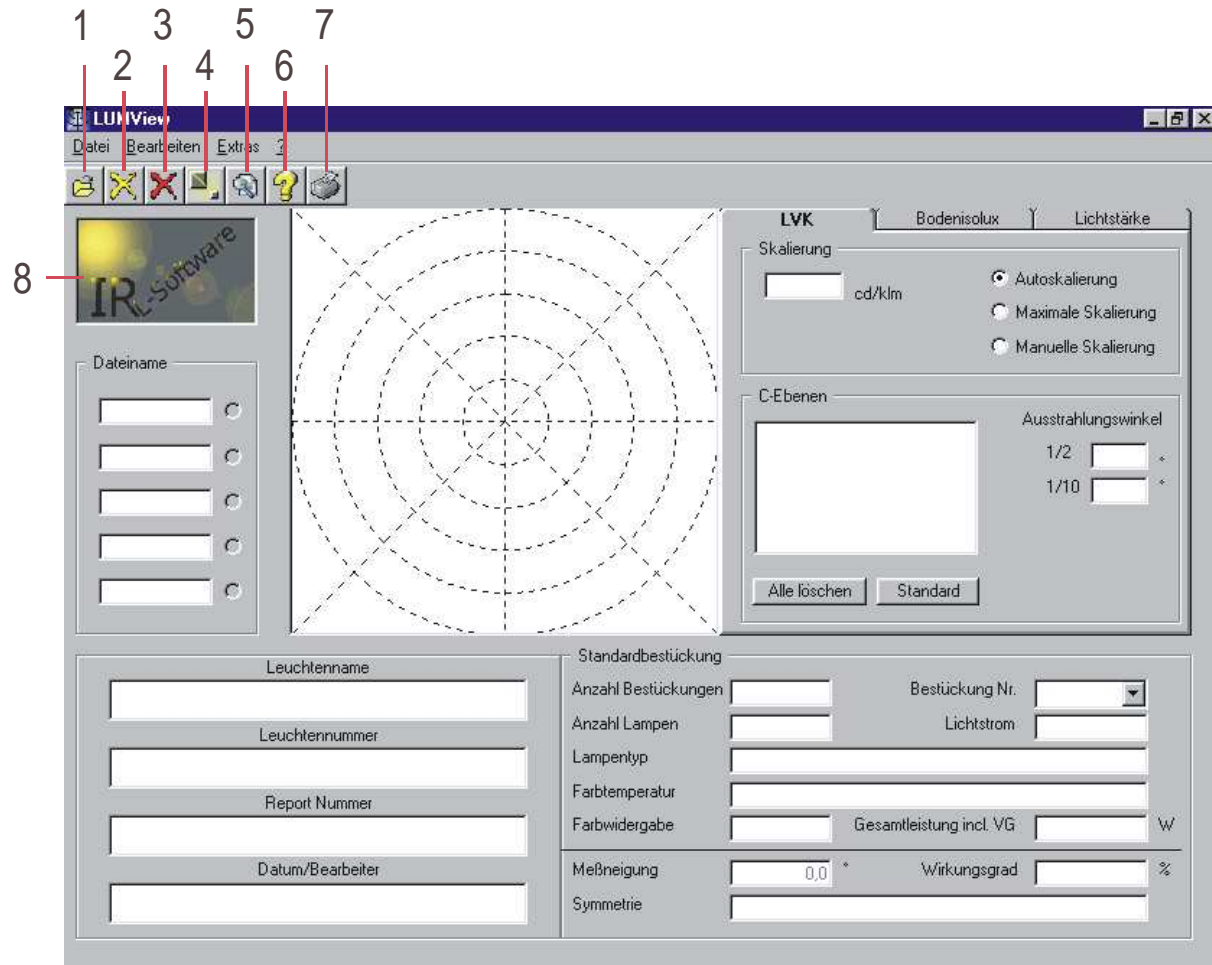 1 3 5 7
2 4 6
LUMView
Datei Bearbeiten Extras ?
8
IRL-Software
LVK Bodenisolux Lichtstärke
Skalierung
cd/klm
Autoskalierung
Maximale Skalierung
Manuelle Skalierung
Dateiname
C-Ebenen
Ausstrahlungswinkel
1/2 °
1/10 °
Alle löschen Standard
Leuchtenname
Leuchtennummer
Report Nummer
Datum/Bearbeiter
Standardbestückung
Anzahl Bestückungen Bestückung Nr.
Anzahl Lampen Lichtstrom
Lampentyp
Farbtemperatur
Farbwidergabe Gesamtleistung incl. VG W
Meßneigung 0,0 ° Wirkungsgrad %
Symmetrie